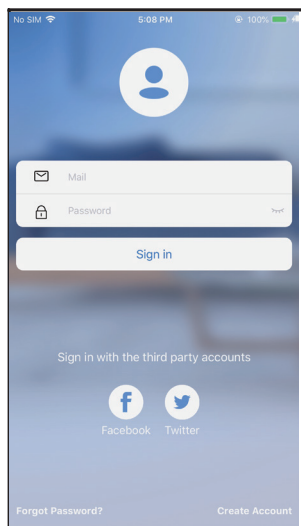 No SIM 5:08 PM 100%
Mail
Password
Sign in
Sign in with the third party accounts
Facebook Twitter
Forgot Password? Create Account